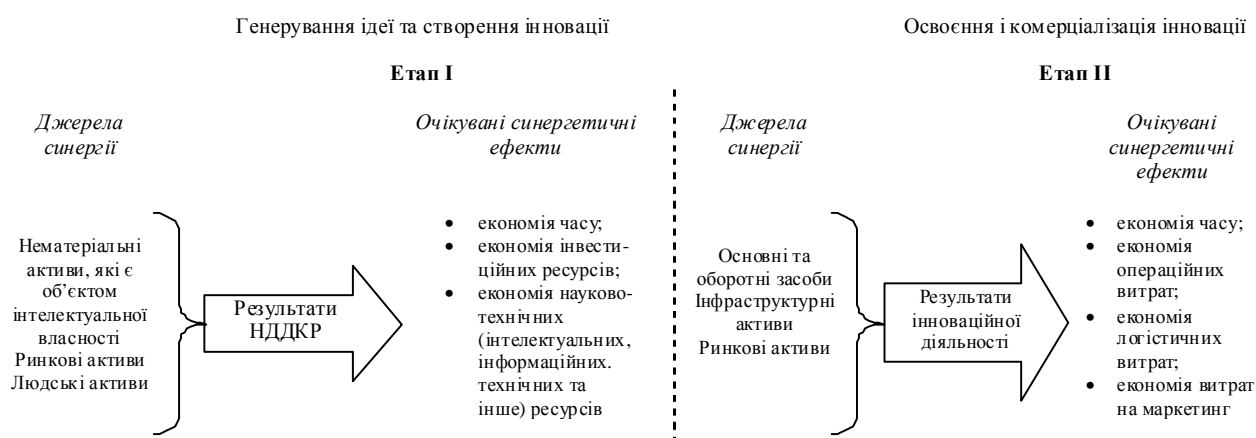 Генерування ідеї та створення інновації
Етап I
Джерела
синергії
Очікувані синергетичні
ефекти
Нематеріальні
активи, які є
об’єктом
інтелектуальної
власності
Ринкові активи
Людські активи
Результати
НДДКР
• економія часу;
• економія інвести-
ційних ресурсів;
• економія науково-
технічних
(інтелектуальних,
інформаційних.
технічних та
інше) ресурсів
Освоєння і комерціалізація інновації
Етап II
Джерела
синергії
Очікувані
синергетичні
ефекти
Основні та
оборотні засоби
Інфраструктурні
активи
Ринкові активи
Результати
інноваційної
діяльності
• економія часу;
• економія
операційних
витрат;
• економія
логістичних
витрат;
• економія витрат
на маркетинг